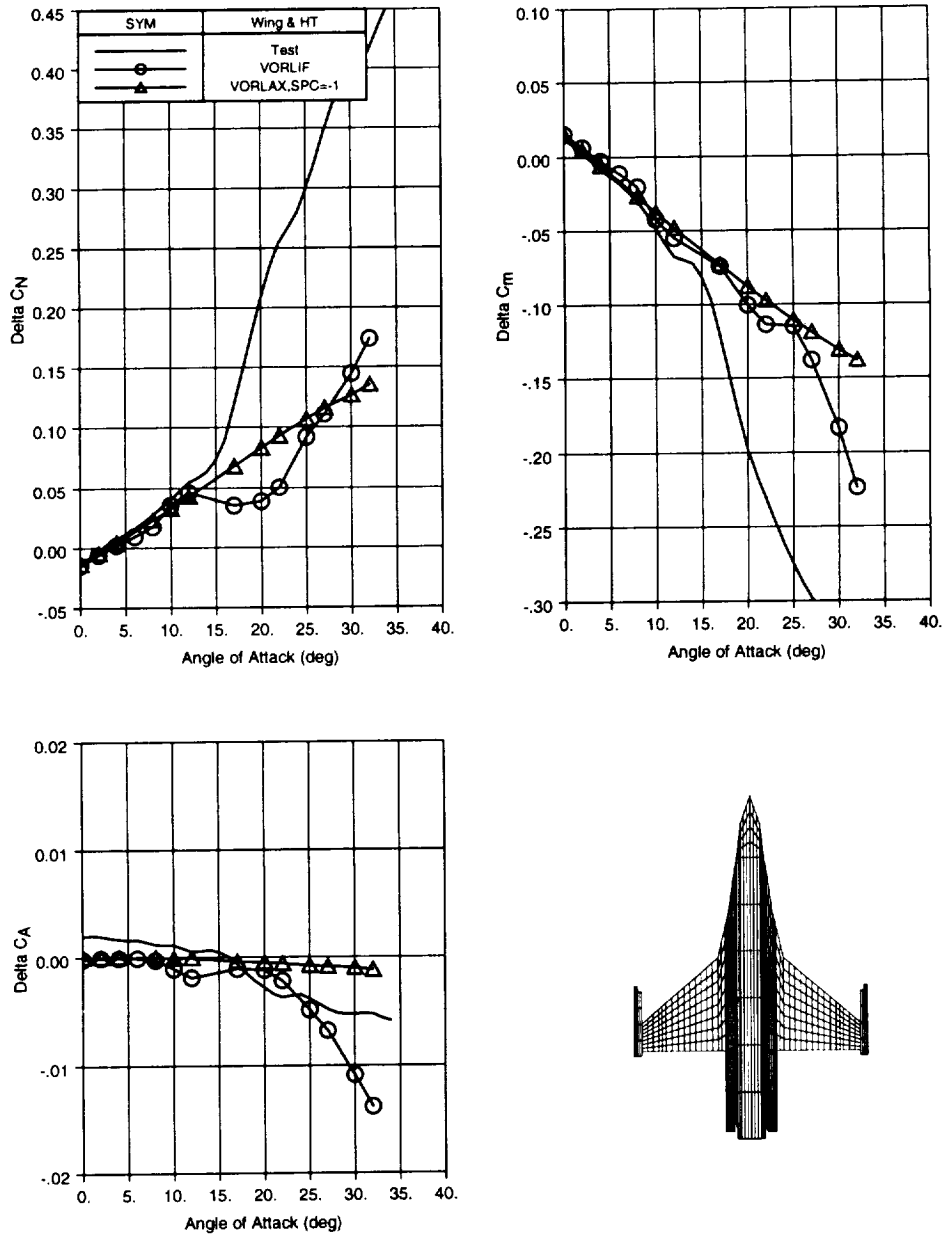 SYM Wing & HT
Test
VORLIF
VORLAX,SPC=-1
0.45
0.40
0.35
0.30
0.25
0.20
0.15
0.10
0.05
0.00
-.05
Delta CN
0. 5. 10. 15. 20. 25. 30. 35. 40.
Angle of Attack (deg)
0.10
0.05
0.00
-.05
-.10
-.15
-.20
-.25
-.30
Delta Cm
0. 5. 10. 15. 20. 25. 30. 35. 40.
Angle of Attack (deg)
0.02
0.01
0.00
-.01
-.02
Delta CA
0. 5. 10. 15. 20. 25. 30. 35. 40.
Angle of Attack (deg)